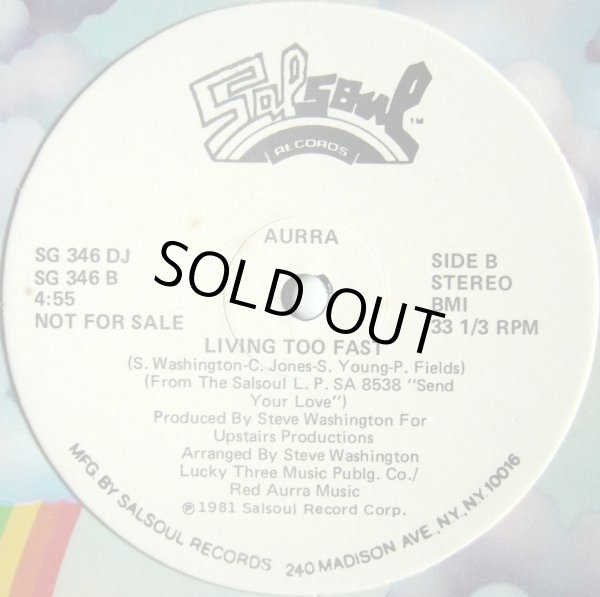 Salsoul
TM
RECORDS
AURRA
SG 346 DJ
SG 346 B
4:55
NOT FOR SALE
SIDE B
STEREO
BMI
33 1/3 RPM
SOLD OUT
LIVING TOO FAST
(S. Washington-C. Jones-S. Young-P. Fields)
(From The Salsoul L. P. SA 8538 "Send
Your Love")
Produced By Steve Washington For
Upstairs Productions
Arranged By Steve Washington
Lucky Three Music Publg. Co./
Red Aurra Music
℗1981 Salsoul Record Corp.
MFG. BY SALSOUL RECORDS 240 MADISON AVE., N.Y., N.Y. 10016